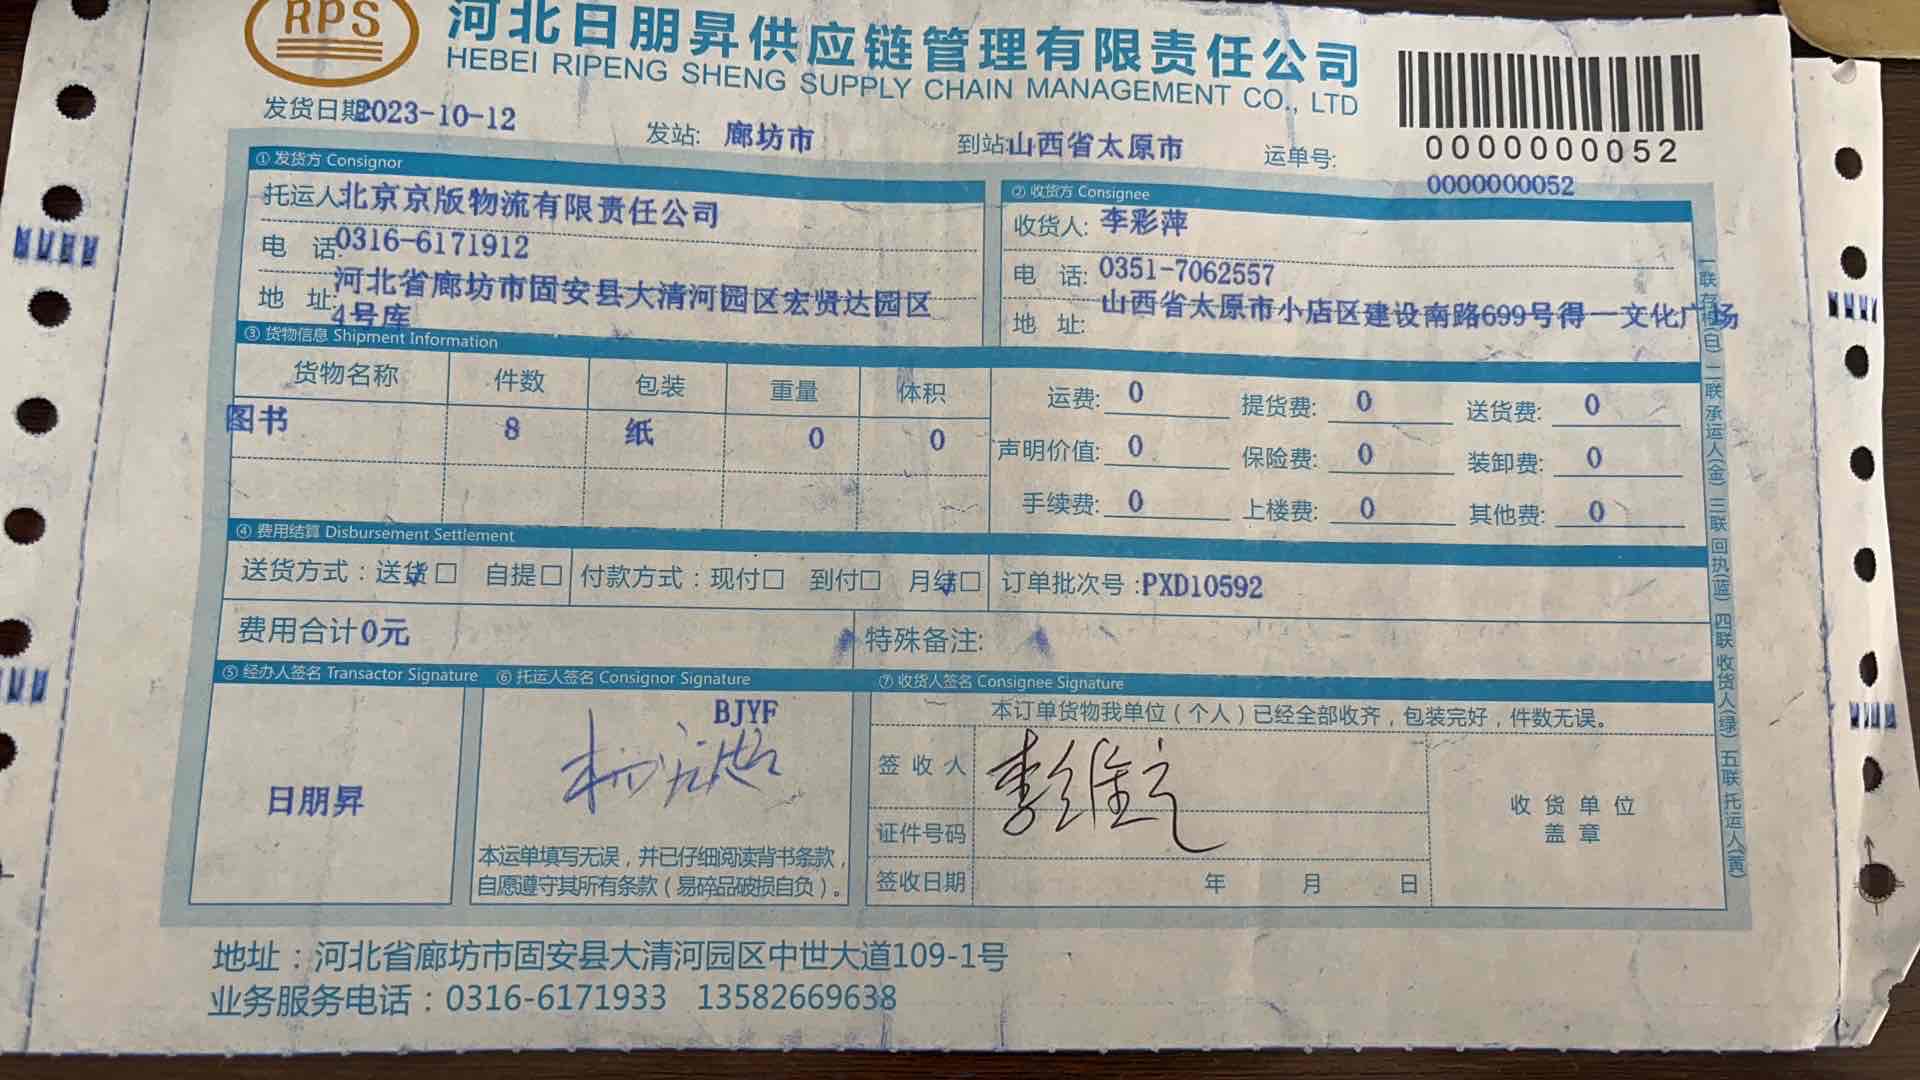 RPS
河北日朋昇供应链管理有限责任公司
HEBEI RIPENG SHENG SUPPLY CHAIN MANAGEMENT CO., LTD
发货日期2023-10-12
发站: 廊坊市
到站:山西省太原市
运单号:
0000000052
0000000052
① 发货方 Consignor
托运人北京京版物流有限责任公司
电 话:0316-6171912
地 址:河北省廊坊市固安县大清河园区宏贤达园区
4号库
② 收货方 Consignee
收货人: 李彩萍
电 话: 0351-7062557
地 址: 山西省太原市小店区建设南路699号得一文化广场
③ 货物信息 Shipment Information
货物名称 件数 包装 重量 体积
图书 8 纸 0 0
运费: 0 提货费: 0 送货费: 0
声明价值: 0 保险费: 0 装卸费: 0
手续费: 0 上楼费: 0 其他费: 0
④ 费用结算 Disbursement Settlement
送货方式：送货□ 自提□ 付款方式：现付□ 到付□ 月结□ 订单批次号:PXD10592
费用合计0元
特殊备注:
⑤ 经办人签名 Transactor Signature
日朋昇
⑥ 托运人签名 Consignor Signature
BJYF
本运单填写无误，并已仔细阅读背书条款，
自愿遵守其所有条款（易碎品破损自负）。
⑦ 收货人签名 Consignee Signature
本订单货物我单位（个人）已经全部收齐，包装完好，件数无误。
签收人
证件号码
签收日期 年 月 日
收货单位
盖章
一联存根(白) 二联承运人(金) 三联回执(蓝) 四联收货人(绿) 五联托运人(黄)
地址：河北省廊坊市固安县大清河园区中世大道109-1号
业务服务电话：0316-6171933 13582669638